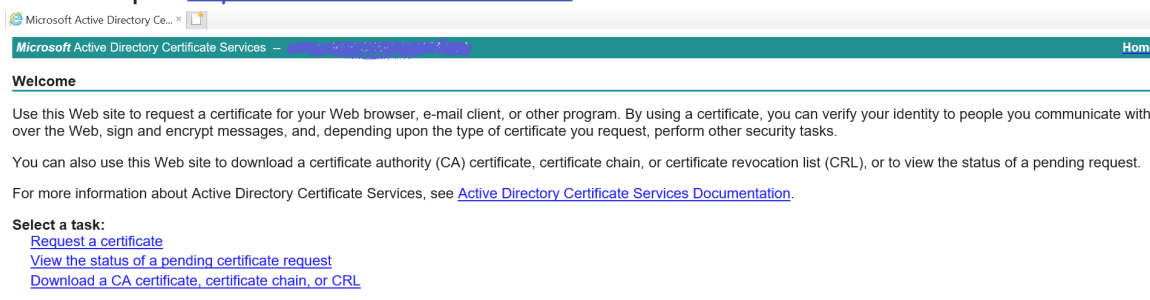 Microsoft Active Directory Ce...
Microsoft Active Directory Certificate Services --
Home
Welcome
Use this Web site to request a certificate for your Web browser, e-mail client, or other program. By using a certificate, you can verify your identity to people you communicate with
over the Web, sign and encrypt messages, and, depending upon the type of certificate you request, perform other security tasks.
You can also use this Web site to download a certificate authority (CA) certificate, certificate chain, or certificate revocation list (CRL), or to view the status of a pending request.
For more information about Active Directory Certificate Services, see Active Directory Certificate Services Documentation.
Select a task:
Request a certificate
View the status of a pending certificate request
Download a CA certificate, certificate chain, or CRL